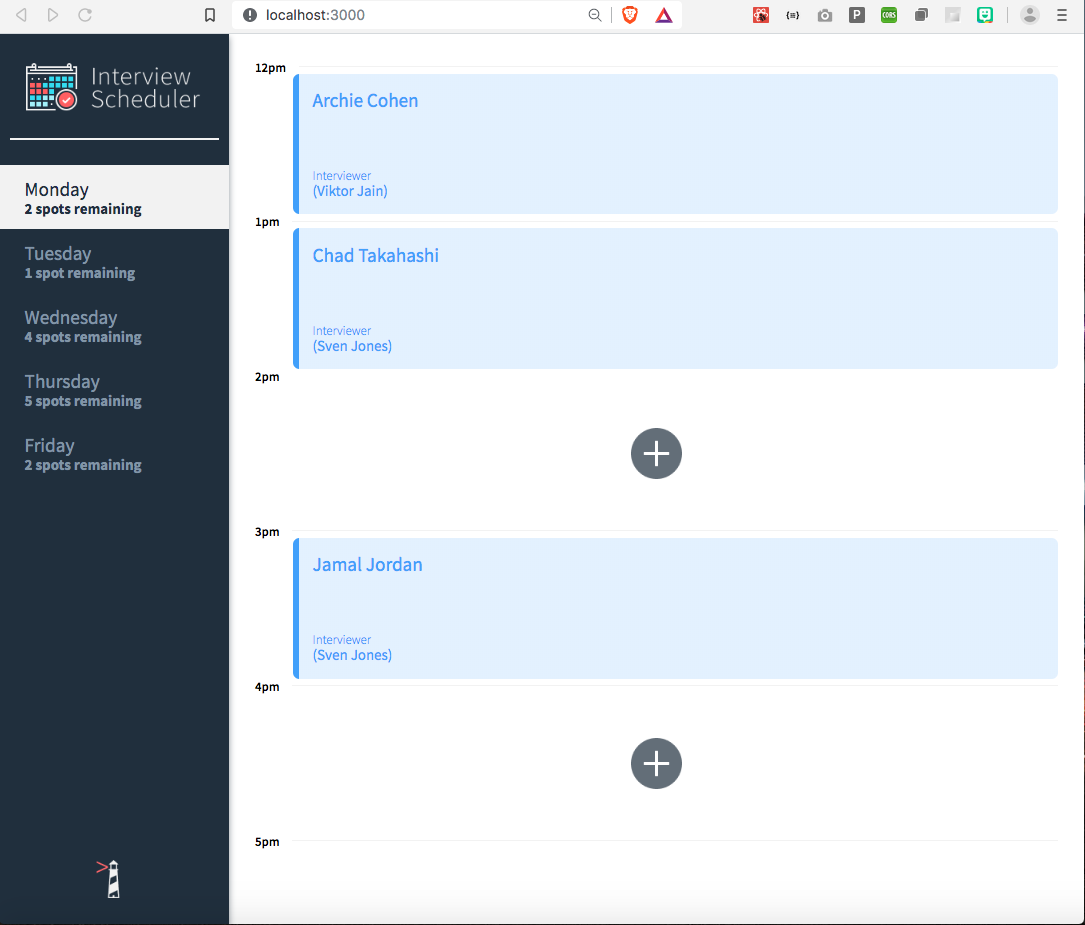 localhost:3000
{≡}
P
CORS
Interview
Scheduler
Monday
2 spots remaining
Tuesday
1 spot remaining
Wednesday
4 spots remaining
Thursday
5 spots remaining
Friday
2 spots remaining
12pm
Archie Cohen
Interviewer
(Viktor Jain)
1pm
Chad Takahashi
Interviewer
(Sven Jones)
2pm
3pm
Jamal Jordan
Interviewer
(Sven Jones)
4pm
5pm